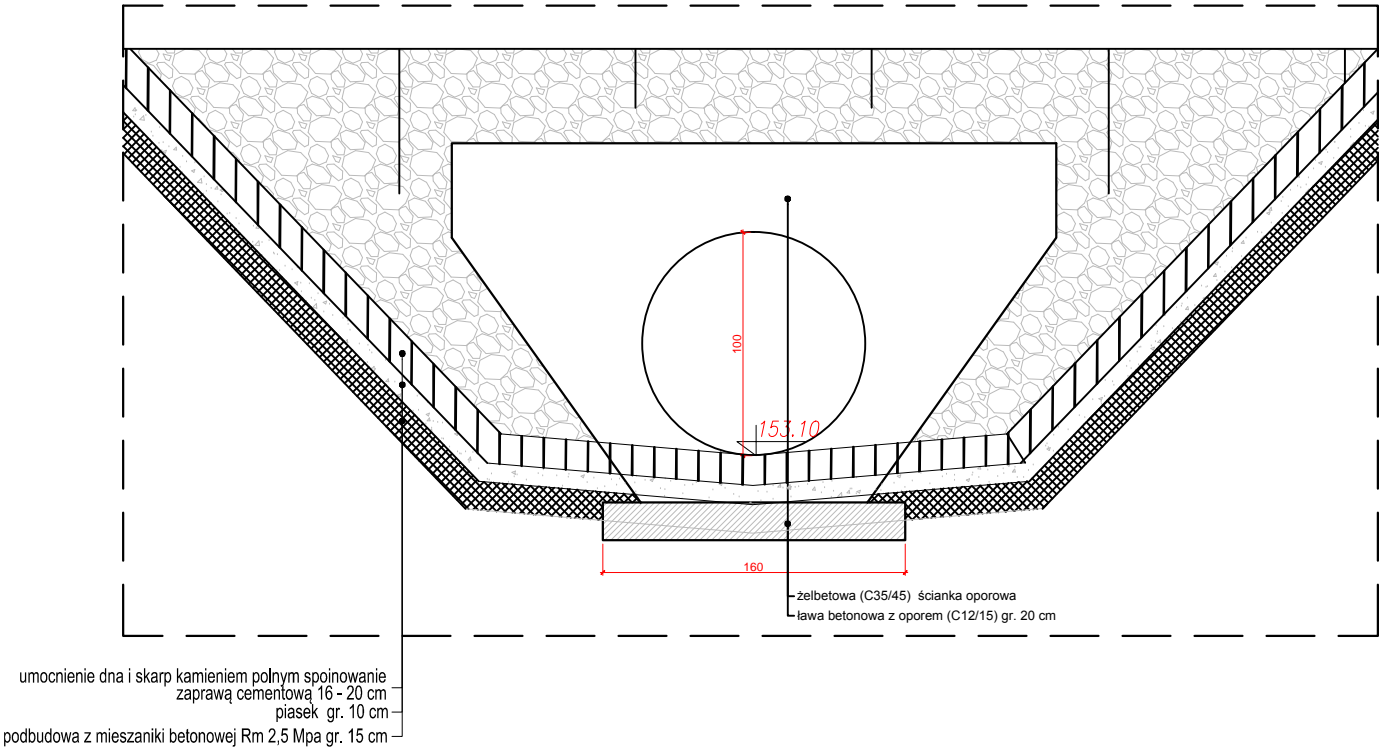 100
153.10
160
żelbetowa (C35/45) ścianka oporowa
ława betonowa z oporem (C12/15) gr. 20 cm
umocnienie dna i skarp kamieniem polnym spoinowanie
zaprawą cementową 16 - 20 cm
piasek gr. 10 cm
podbudowa z mieszaniki betonowej Rm 2,5 Mpa gr. 15 cm